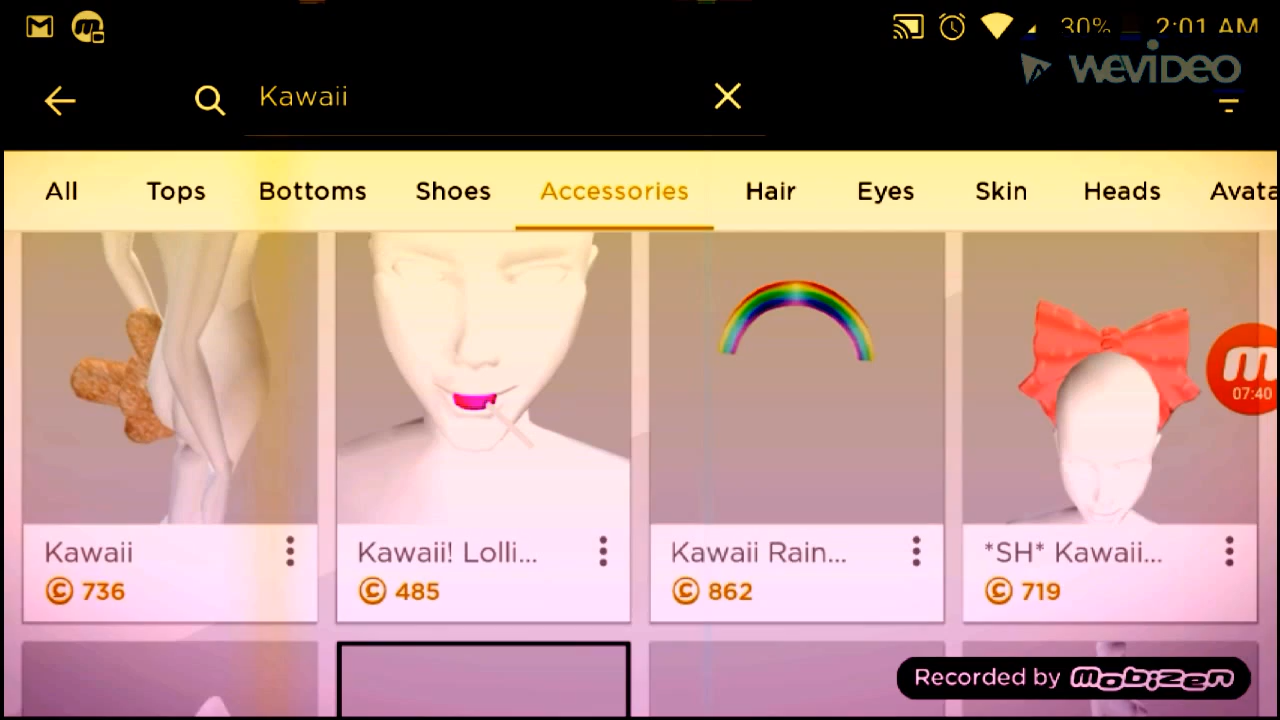 30% 2:01 AM
WeVideo
Kawaii
All Tops Bottoms Shoes Accessories Hair Eyes Skin Heads Avata
07:40
Kawaii Kawaii! Lolli... Kawaii Rain... *SH* Kawaii...
© 736 © 485 © 862 © 719
Recorded by mobizen